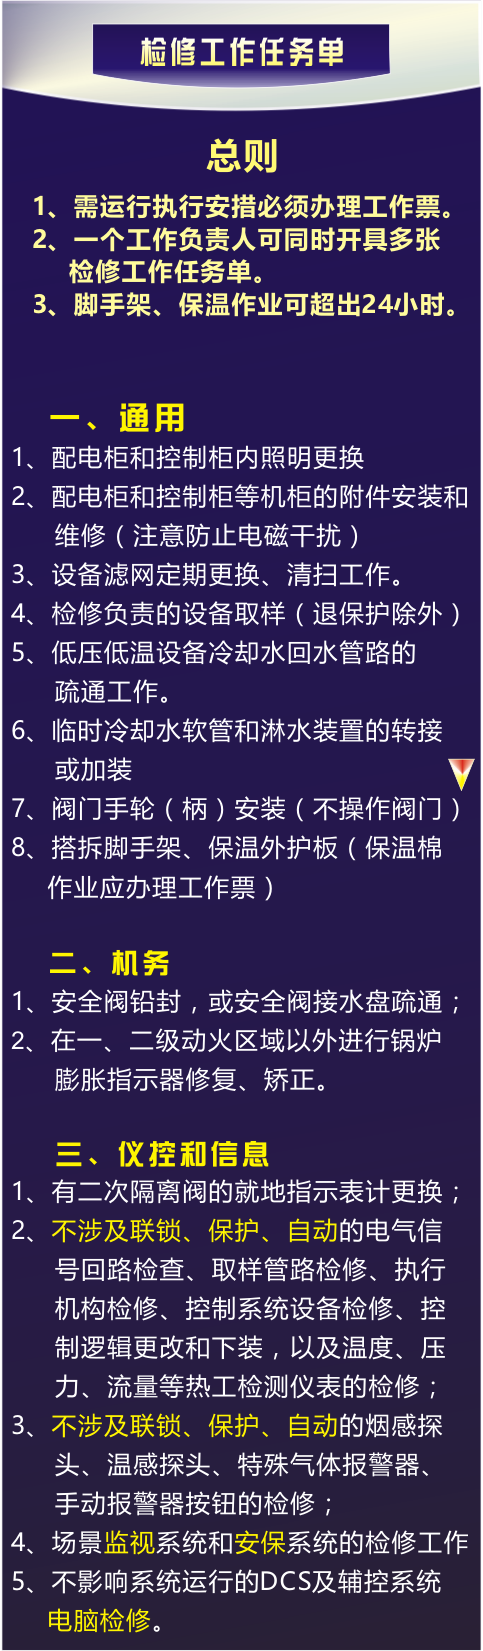 检修工作任务单
总则
1、需运行执行安措必须办理工作票。
2、一个工作负责人可同时开具多张
检修工作任务单。
3、脚手架、保温作业可超出24小时。
一、通用
1、配电柜和控制柜内照明更换
2、配电柜和控制柜等机柜的附件安装和
维修（注意防止电磁干扰）
3、设备滤网定期更换、清扫工作。
4、检修负责的设备取样（退保护除外）
5、低压低温设备冷却水回水管路的
疏通工作。
6、临时冷却水软管和淋水装置的转接
或加装
7、阀门手轮（柄）安装（不操作阀门）
8、搭拆脚手架、保温外护板（保温棉
作业应办理工作票）
二、机务
1、安全阀铅封，或安全阀接水盘疏通；
2、在一、二级动火区域以外进行锅炉
膨胀指示器修复、矫正。
三、仪控和信息
1、有二次隔离阀的就地指示表计更换；
2、不涉及联锁、保护、自动的电气信
号回路检查、取样管路检修、执行
机构检修、控制系统设备检修、控
制逻辑更改和下装，以及温度、压
力、流量等热工检测仪表的检修；
3、不涉及联锁、保护、自动的烟感探
头、温感探头、特殊气体报警器、
手动报警器按钮的检修；
4、场景监视系统和安保系统的检修工作
5、不影响系统运行的DCS及辅控系统
电脑检修。